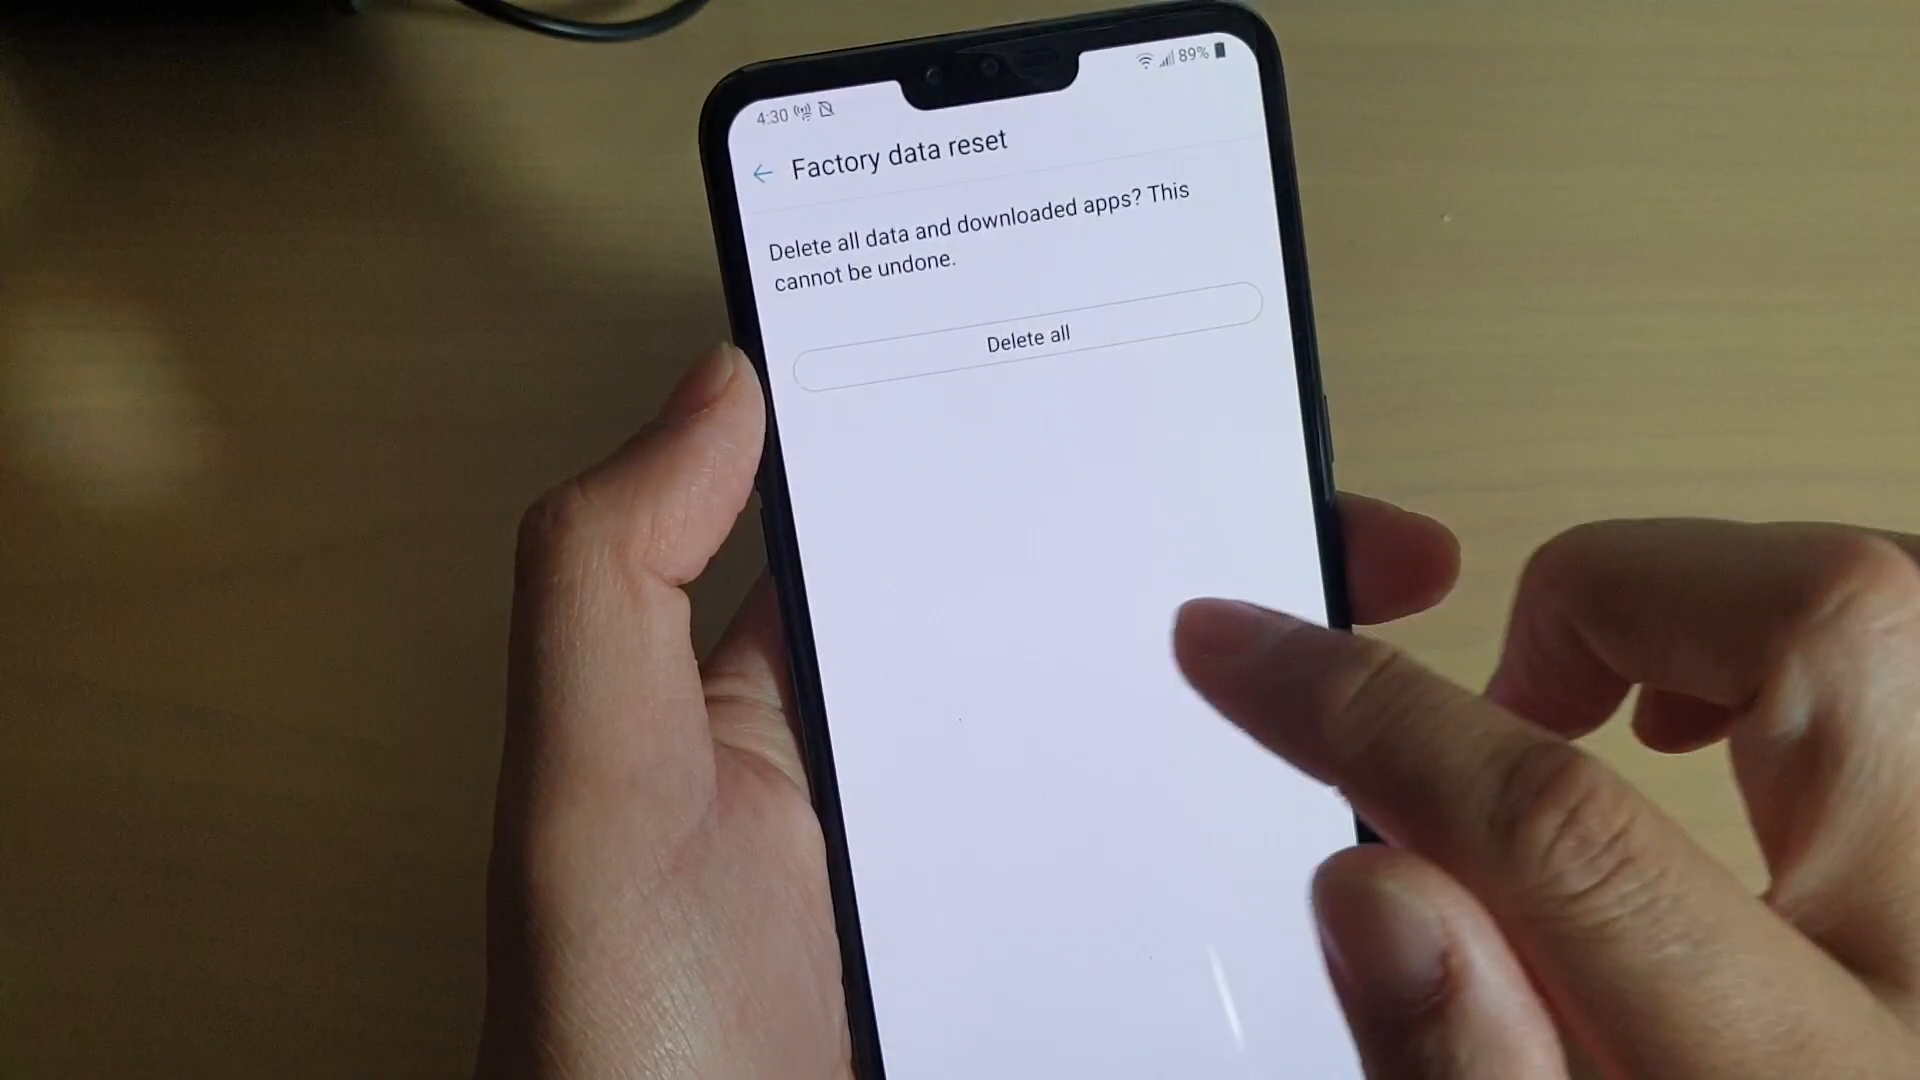 4:30
89%
Factory data reset
Delete all data and downloaded apps? This
cannot be undone.
Delete all